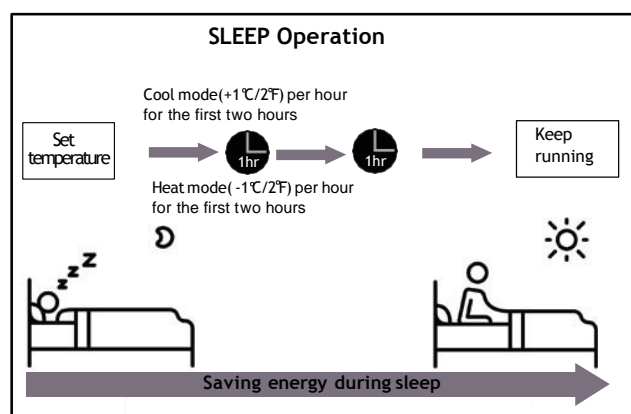 SLEEP Operation
Cool mode(+1℃/2℉) per hour
for the first two hours
Set
temperature
1hr
1hr
Keep
running
Heat mode( -1℃/2℉) per hour
for the first two hours
z z Z
Saving energy during sleep